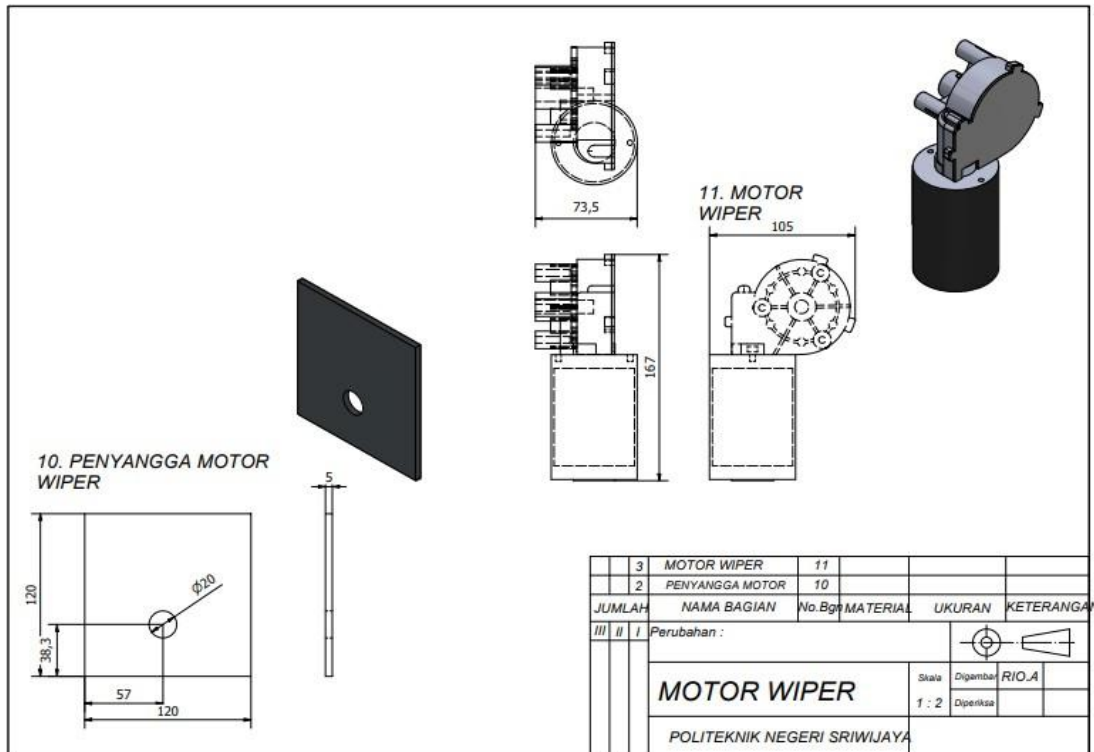 73,5
11. MOTOR
WIPER
105
167
10. PENYANGGA MOTOR
WIPER
5
120
Ø20
38,3
57
120
C
C
C
3 MOTOR WIPER 11
2 PENYANGGA MOTOR 10
JUMLAH NAMA BAGIAN No.Bgn MATERIAL UKURAN KETERANGAN
III II I Perubahan :
MOTOR WIPER
Skala
1 : 2
Digambar RIO.A
Diperiksa
POLITEKNIK NEGERI SRIWIJAYA